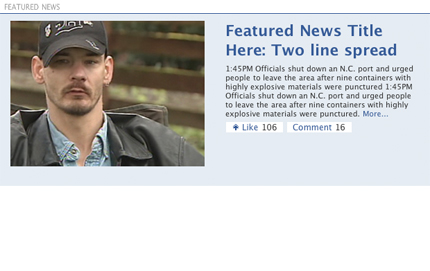 FEATURED NEWS
Featured News Title
Here: Two line spread
1:45PM Officials shut down an N.C. port and urged
people to leave the area after nine containers with
highly explosive materials were punctured 1:45PM
Officials shut down an N.C. port and urged people
to leave the area after nine containers with highly
explosive materials were punctured. More...
Like 106 Comment 16